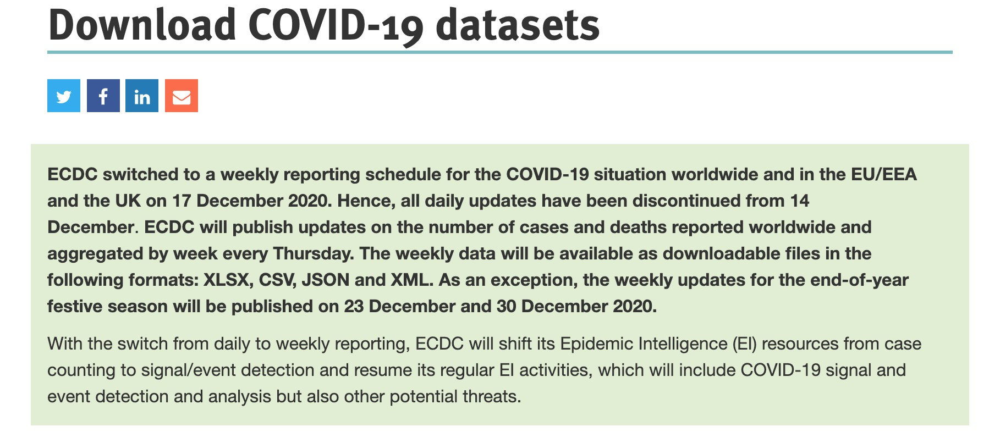 Download COVID-19 datasets
f in
ECDC switched to a weekly reporting schedule for the COVID-19 situation worldwide and in the EU/EEA
and the UK on 17 December 2020. Hence, all daily updates have been discontinued from 14
December. ECDC will publish updates on the number of cases and deaths reported worldwide and
aggregated by week every Thursday. The weekly data will be available as downloadable files in the
following formats: XLSX, CSV, JSON and XML. As an exception, the weekly updates for the end-of-year
festive season will be published on 23 December and 30 December 2020.
With the switch from daily to weekly reporting, ECDC will shift its Epidemic Intelligence (EI) resources from case
counting to signal/event detection and resume its regular EI activities, which will include COVID-19 signal and
event detection and analysis but also other potential threats.